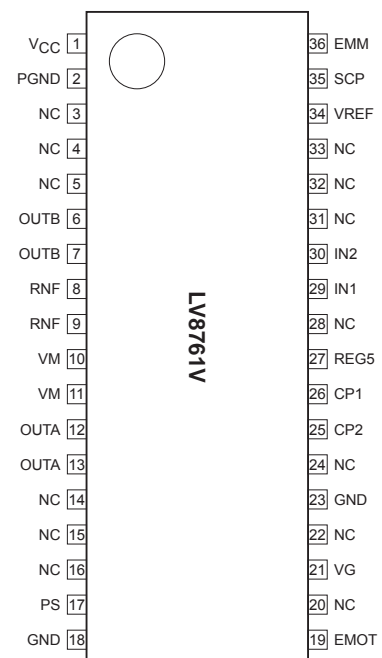 VCC 1
PGND 2
NC 3
NC 4
NC 5
OUTB 6
OUTB 7
RNF 8
RNF 9
VM 10
VM 11
OUTA 12
OUTA 13
NC 14
NC 15
NC 16
PS 17
GND 18
LV8761V
36 EMM
35 SCP
34 VREF
33 NC
32 NC
31 NC
30 IN2
29 IN1
28 NC
27 REG5
26 CP1
25 CP2
24 NC
23 GND
22 NC
21 VG
20 NC
19 EMOT